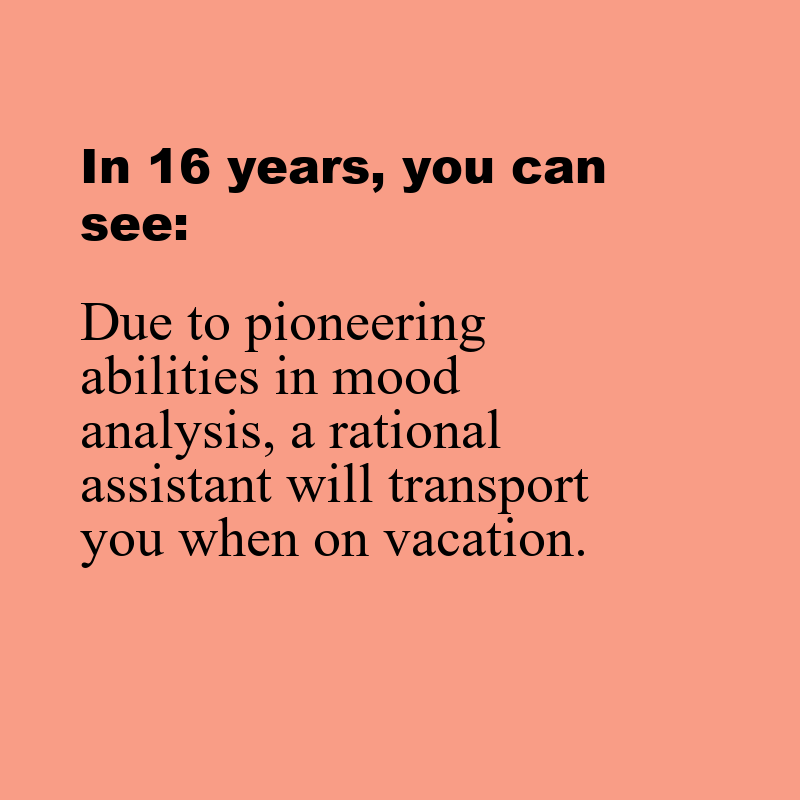 In 16 years, you can
see:
Due to pioneering
abilities in mood
analysis, a rational
assistant will transport
you when on vacation.